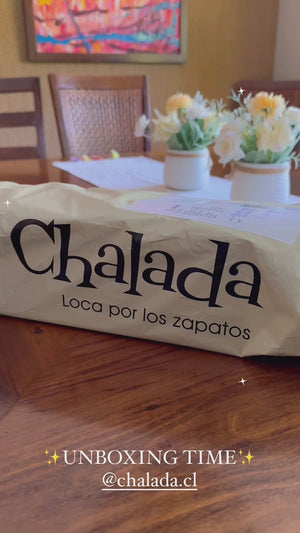 Chalada
Loca por los zapatos
✨UNBOXING TIME✨
@chalada.cl